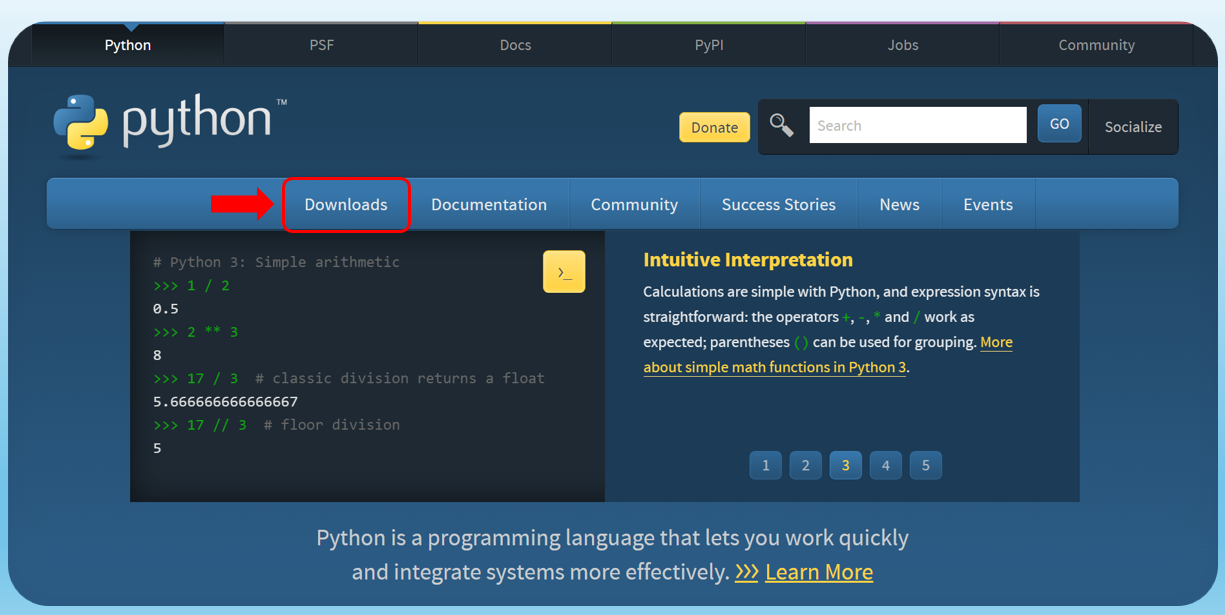 Python PSF Docs PyPI Jobs Community
python™
Donate Search GO Socialize
Downloads Documentation Community Success Stories News Events
# Python 3: Simple arithmetic
>>> 1 / 2
0.5
>>> 2 ** 3
8
>>> 17 / 3  # classic division returns a float
5.666666666666667
>>> 17 // 3  # floor division
5
>_
Intuitive Interpretation
Calculations are simple with Python, and expression syntax is
straightforward: the operators +, -, * and / work as
expected; parentheses () can be used for grouping. More
about simple math functions in Python 3.
1 2 3 4 5
Python is a programming language that lets you work quickly
and integrate systems more effectively. >>> Learn More